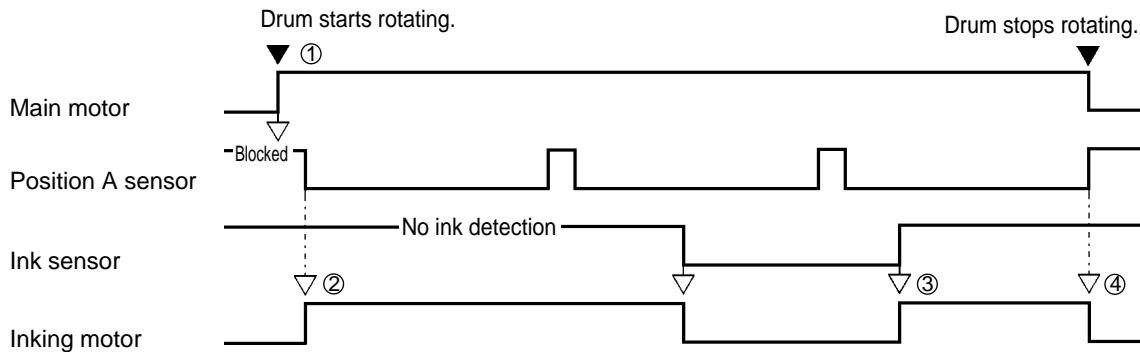 Drum starts rotating.
Drum stops rotating.
①
Main motor
Blocked
Position A sensor
No ink detection
Ink sensor
② ③ ④
Inking motor